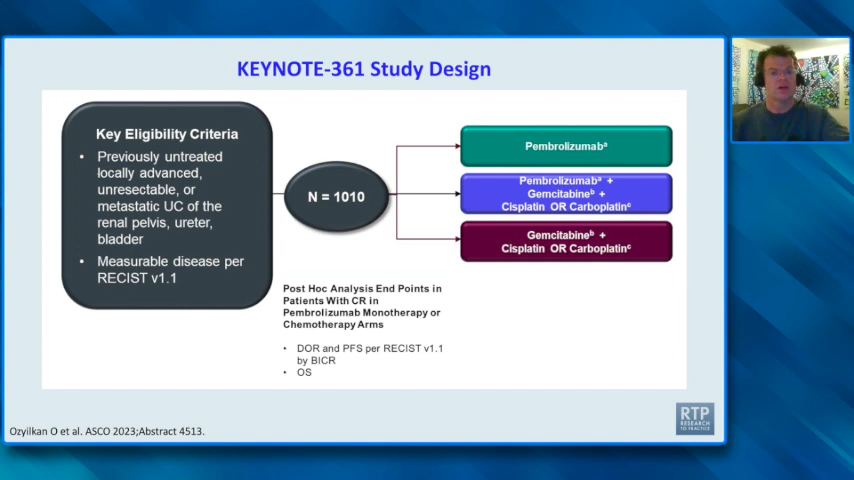 KEYNOTE-361 Study Design
Key Eligibility Criteria
• Previously untreated
locally advanced,
unresectable, or
metastatic UC of the
renal pelvis, ureter,
bladder
• Measurable disease per
RECIST v1.1
N = 1010
Pembrolizumabᵃ
Pembrolizumabᵃ +
Gemcitabineᵇ +
Cisplatin OR Carboplatinᶜ
Gemcitabineᵇ +
Cisplatin OR Carboplatinᶜ
Post Hoc Analysis End Points in
Patients With CR in
Pembrolizumab Monotherapy or
Chemotherapy Arms
• DOR and PFS per RECIST v1.1
by BICR
• OS
RTP
RESEARCH
TO PRACTICE
Ozyilkan O et al. ASCO 2023;Abstract 4513.